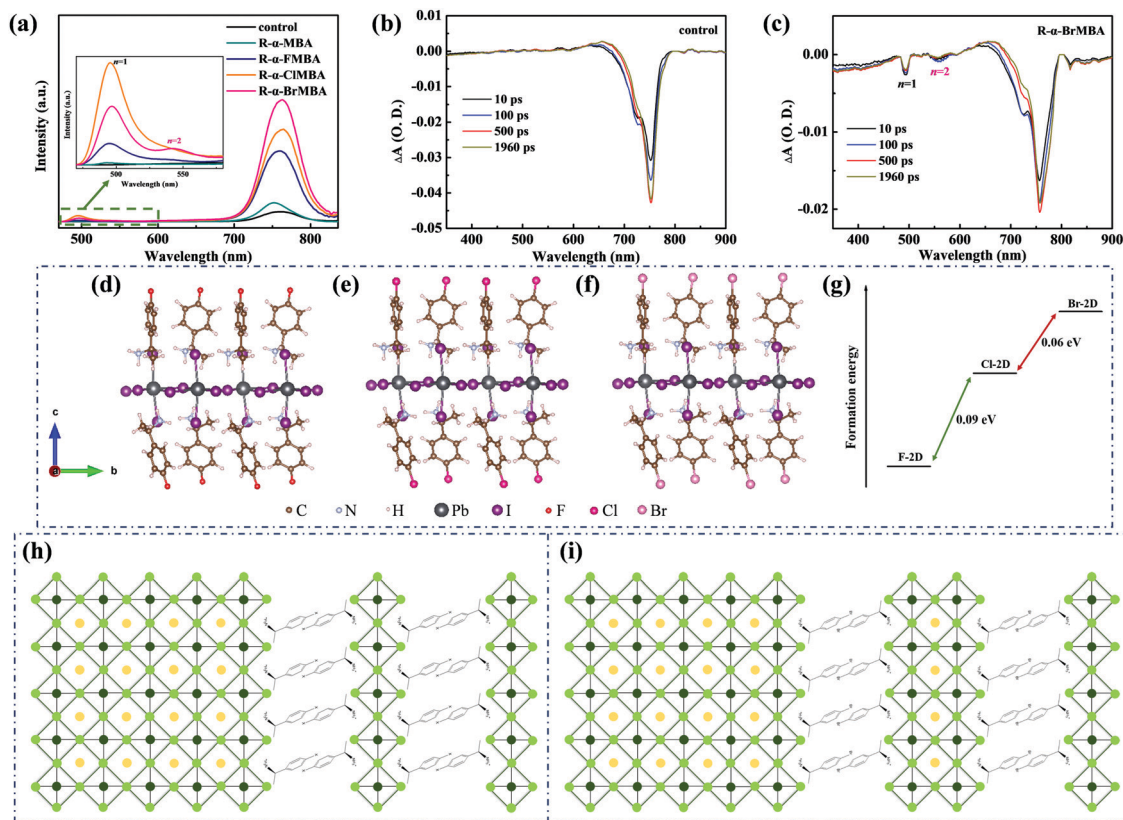 (a)
control
R-α-MBA
R-α-FMBA
R-α-ClMBA
R-α-BrMBA
n=1
n=2
Intensity (a.u.)
500
550
Wavelength (nm)
Intensity (a.u.)
500
600
700
800
Wavelength (nm)
(b)
control
0.01
0.00
-0.01
-0.02
-0.03
-0.04
-0.05
ΔA (O. D.)
10 ps
100 ps
500 ps
1960 ps
400
500
600
700
800
900
Wavelength (nm)
(c)
R-α-BrMBA
0.00
-0.01
-0.02
ΔA (O. D.)
n=1
n=2
10 ps
100 ps
500 ps
1960 ps
400
500
600
700
800
900
Wavelength (nm)
(d)
(e)
(f)
c
a
b
C N H Pb I F Cl Br
(g)
Formation energy
Br-2D
0.06 eV
Cl-2D
0.09 eV
F-2D
(h)
(i)